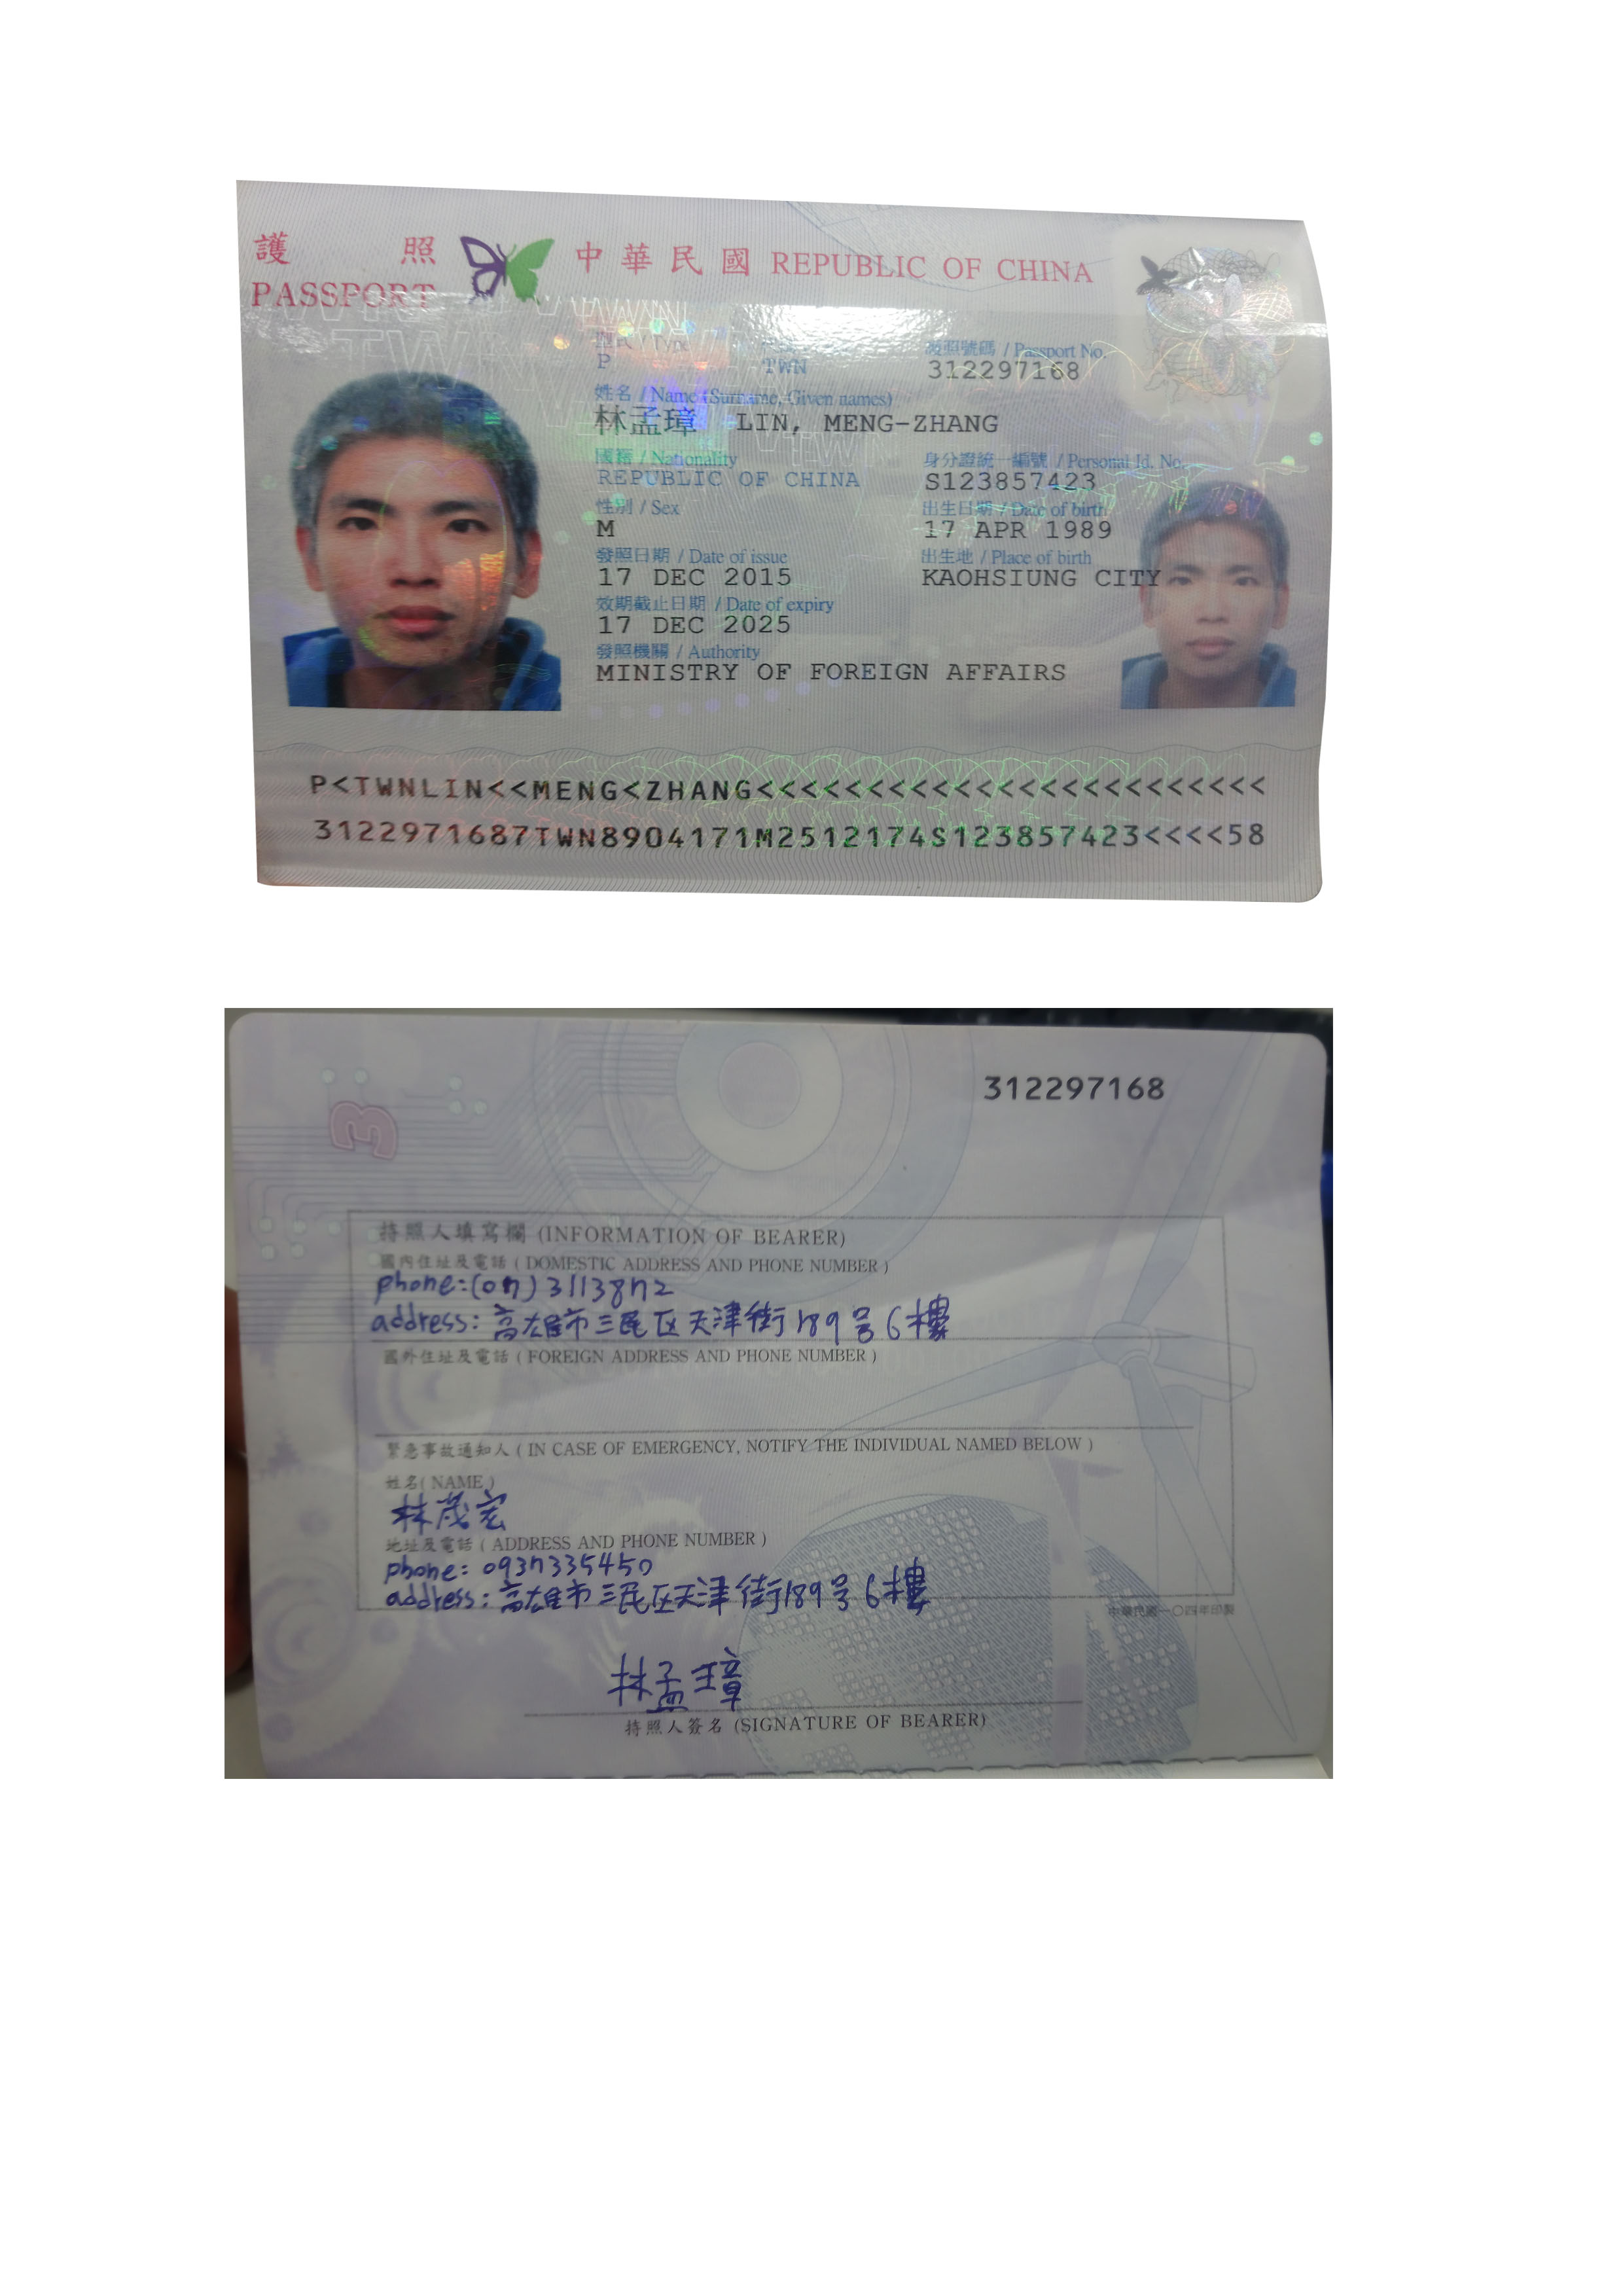 護 照 中華民國 REPUBLIC OF CHINA
PASSPORT
型式 / Type
護照號碼 / Passport No.
P TWN 312297168
姓名 / Name (Surname, Given names)
林孟璋 LIN, MENG-ZHANG
國籍 / Nationality 身分證統一編號 / Personal Id. No.
REPUBLIC OF CHINA S123857423
性別 / Sex 出生日期 / Date of birth
M 17 APR 1989
發照日期 / Date of issue 出生地 / Place of birth
17 DEC 2015 KAOHSIUNG CITY
效期截止日期 / Date of expiry
17 DEC 2025
發照機關 / Authority
MINISTRY OF FOREIGN AFFAIRS
P<TWNLIN<<MENG<ZHANG<<<<<<<<<<<<<<<<<<<<<<<<
3122971687TWN8904171M2512174S123857423<<<<58
312297168
3
持照人填寫欄 (INFORMATION OF BEARER)
國內住址及電話 ( DOMESTIC ADDRESS AND PHONE NUMBER )
phone:(07) 3113872
address: 高雄市三民区天津街189号6樓
國外住址及電話 ( FOREIGN ADDRESS AND PHONE NUMBER )
緊急事故通知人 ( IN CASE OF EMERGENCY, NOTIFY THE INDIVIDUAL NAMED BELOW )
姓名( NAME )
林茂宏
地址及電話 ( ADDRESS AND PHONE NUMBER )
phone: 0937335450
address: 高雄市三民区天津街189号6樓
中華民國一〇四年印製
林孟璋
持照人簽名 (SIGNATURE OF BEARER)